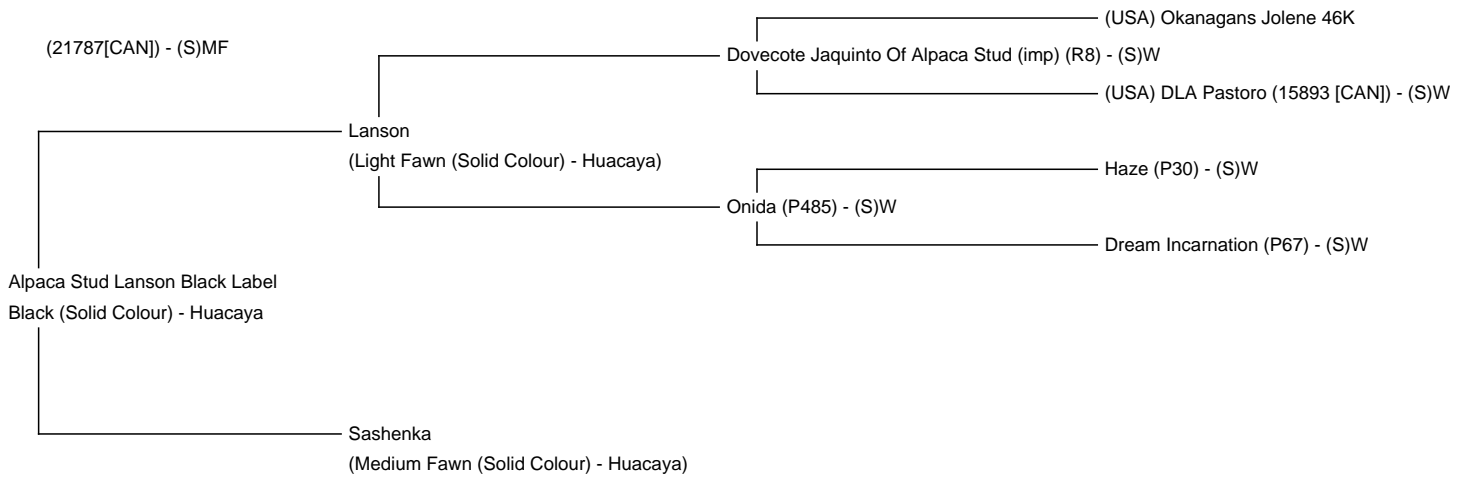 (USA) Okanagans Jolene 46K
(21787[CAN]) - (S)MF
Dovecote Jaquinto Of Alpaca Stud (imp) (R8) - (S)W
(USA) DLA Pastoro (15893 [CAN]) - (S)W
Lanson
(Light Fawn (Solid Colour) - Huacaya)
Haze (P30) - (S)W
Onida (P485) - (S)W
Dream Incarnation (P67) - (S)W
Alpaca Stud Lanson Black Label
Black (Solid Colour) - Huacaya
Sashenka
(Medium Fawn (Solid Colour) - Huacaya)